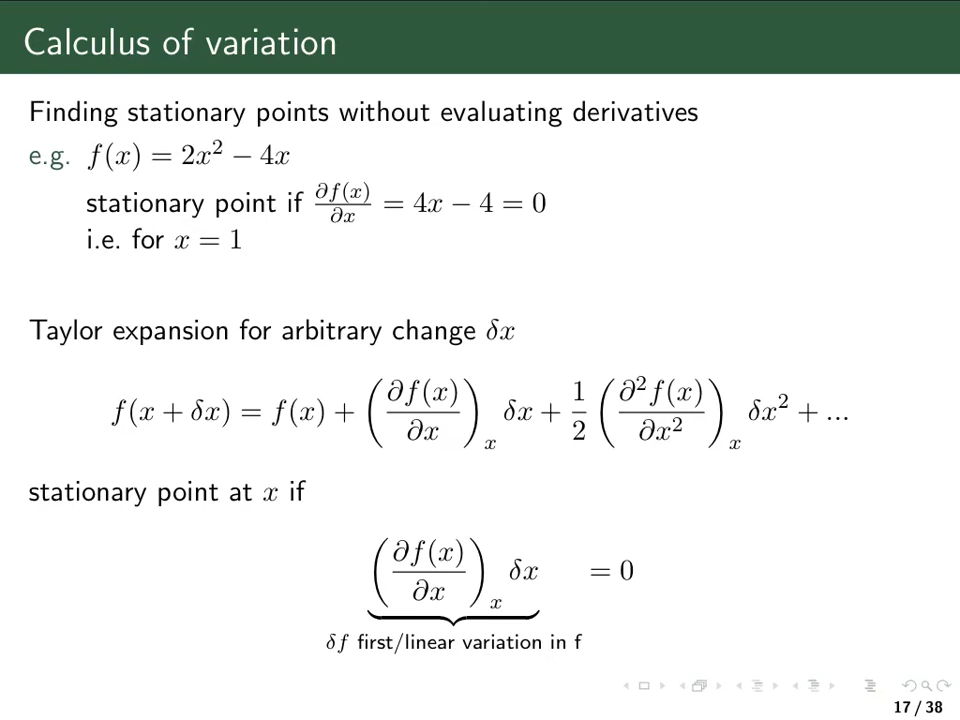 Calculus of variation
Finding stationary points without evaluating derivatives
e.g. f(x) = 2x² − 4x
stationary point if ∂f(x)/∂x = 4x − 4 = 0
i.e. for x = 1
Taylor expansion for arbitrary change δx
f(x + δx) = f(x) + (∂f(x)/∂x)ₓ δx + 1/2 (∂²f(x)/∂x²)ₓ δx² + ...
stationary point at x if
(∂f(x)/∂x)ₓ δx = 0
δf first/linear variation in f
17 / 38